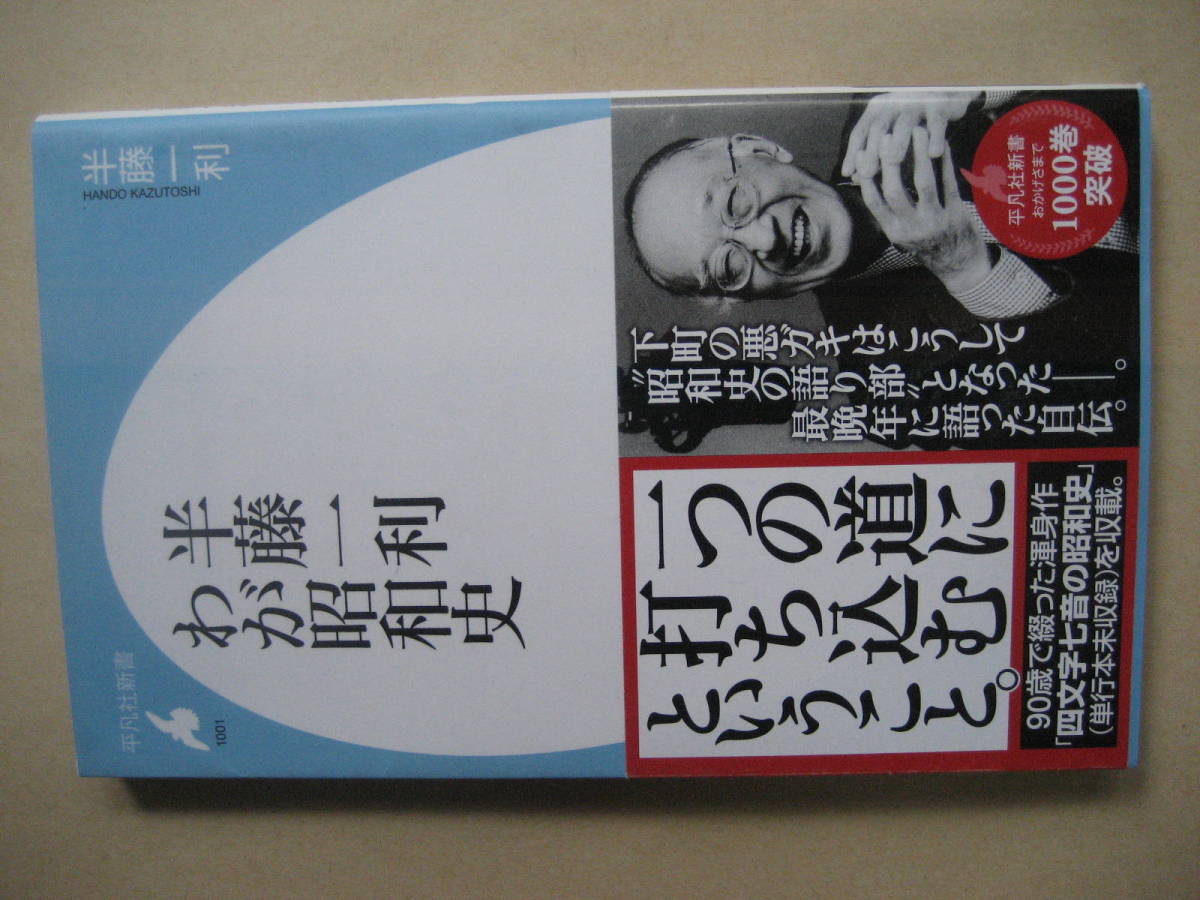 半藤一利
HANDO KAZUTOSHI
半藤一利
わが昭和史
平凡社新書
1001
平凡社新書
おかげさまで
1000巻
突破
下町の悪ガキはこうして
〝昭和史の語り部〟となった――。
最晩年に語った自伝。
一つの道に
打ち込む
ということ。
90歳で綴った渾身作
「四文字七音の昭和史」
(単行本未収録)を収載。